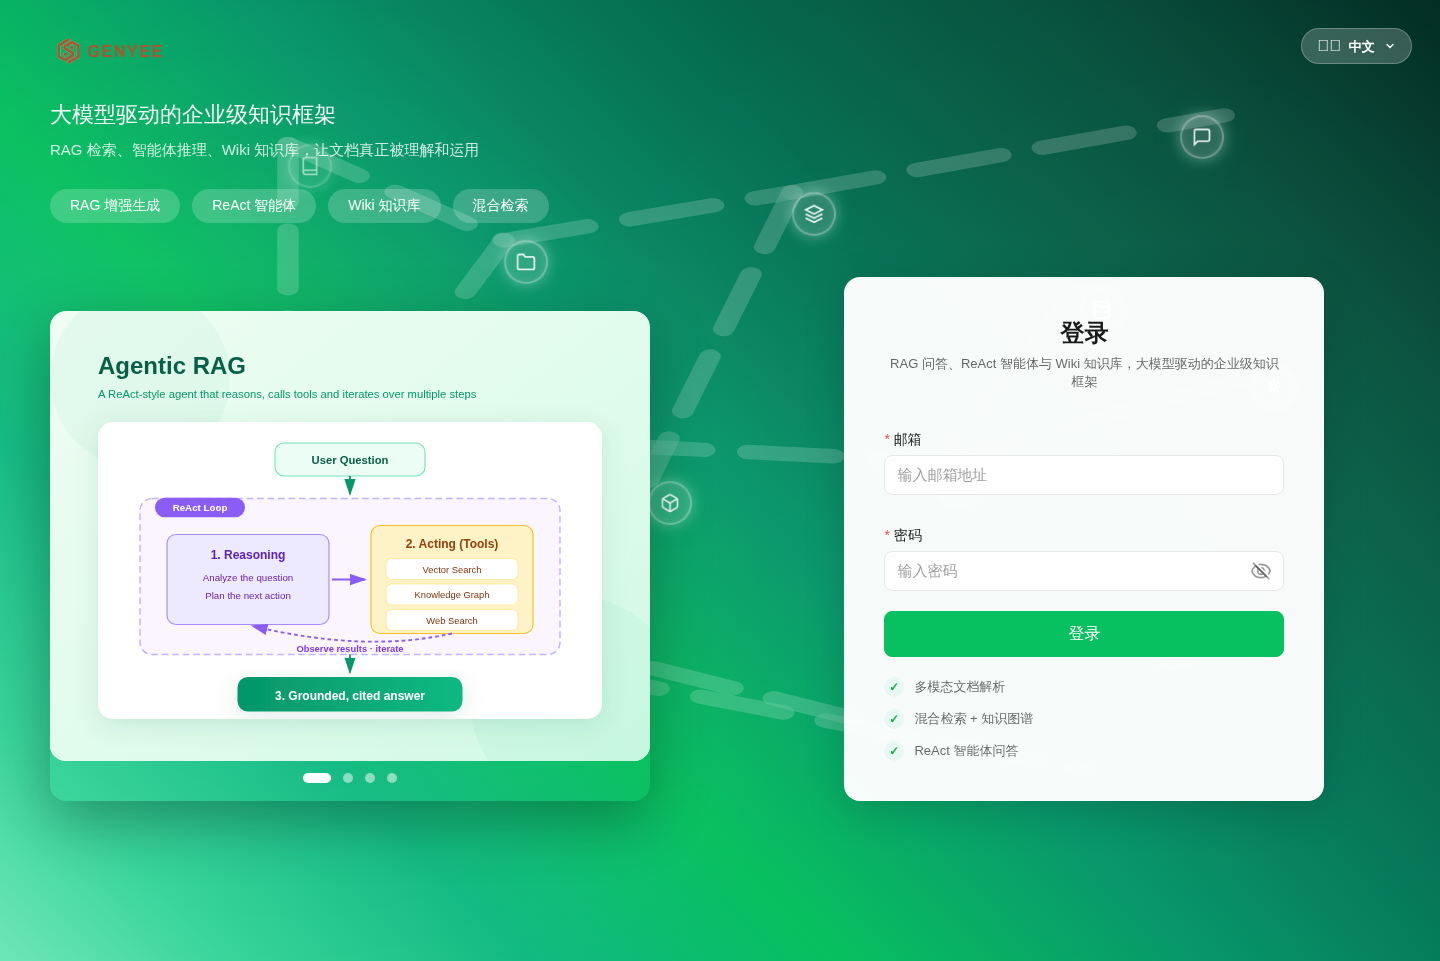 GENYEE
中文
大模型驱动的企业级知识框架
RAG 检索、智能体推理、Wiki 知识库，让文档真正被理解和运用
RAG 增强生成
ReAct 智能体
Wiki 知识库
混合检索
Agentic RAG
A ReAct-style agent that reasons, calls tools and iterates over multiple steps
User Question
ReAct Loop
1. Reasoning
Analyze the question
Plan the next action
2. Acting (Tools)
Vector Search
Knowledge Graph
Web Search
Observe results · iterate
3. Grounded, cited answer
登录
RAG 问答、ReAct 智能体与 Wiki 知识库，大模型驱动的企业级知识
框架
* 邮箱
输入邮箱地址
* 密码
输入密码
登录
✓ 多模态文档解析
✓ 混合检索 + 知识图谱
✓ ReAct 智能体问答